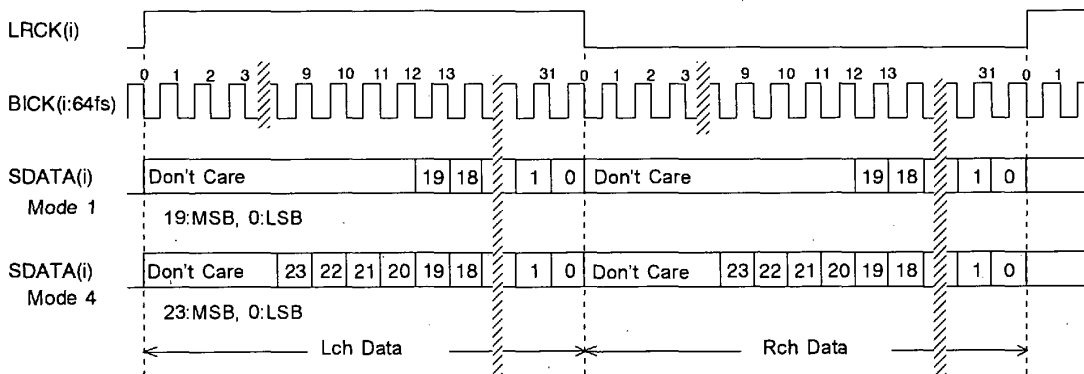 LRCK(i)
0 1 2 3 9 10 11 12 13 31 0 1 2 3 9 10 11 12 13 31 0 1
BICK(i:64fs)
SDATA(i) Don't Care 19 18 1 0 Don't Care 19 18 1 0
Mode 1
19:MSB, 0:LSB
SDATA(i) Don't Care 23 22 21 20 19 18 1 0 Don't Care 23 22 21 20 19 18 1 0
Mode 4
23:MSB, 0:LSB
Lch Data Rch Data